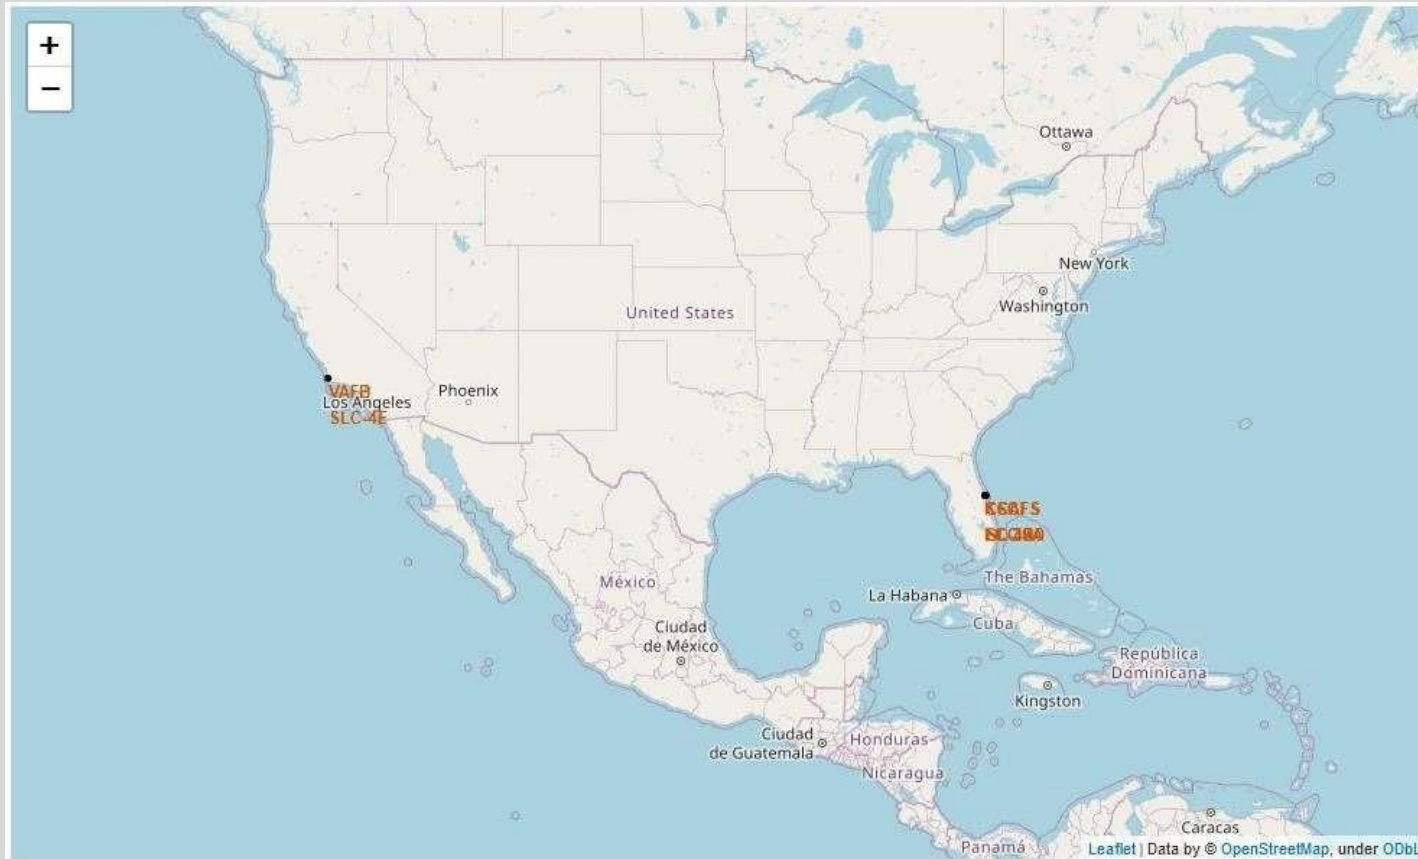 +
−
Ottawa
New York
Washington
United States
VAFB
Los Angeles
SLC-4E
Phoenix
The Bahamas
La Habana
Cuba
México
Ciudad
de México
República
Dominicana
Kingston
Ciudad
de Guatemala
Honduras
Nicaragua
Caracas
Panamá
Leaflet | Data by © OpenStreetMap, under ODbL